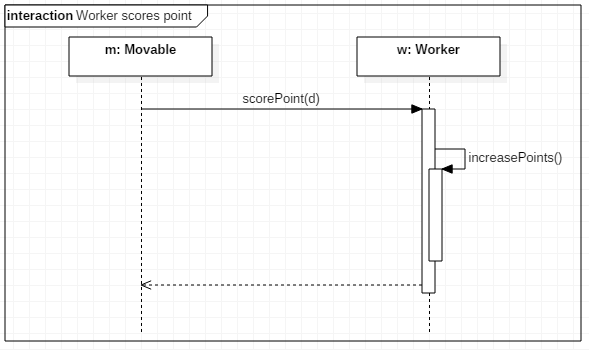 interaction Worker scores point
m: Movable
w: Worker
scorePoint(d)
increasePoints()